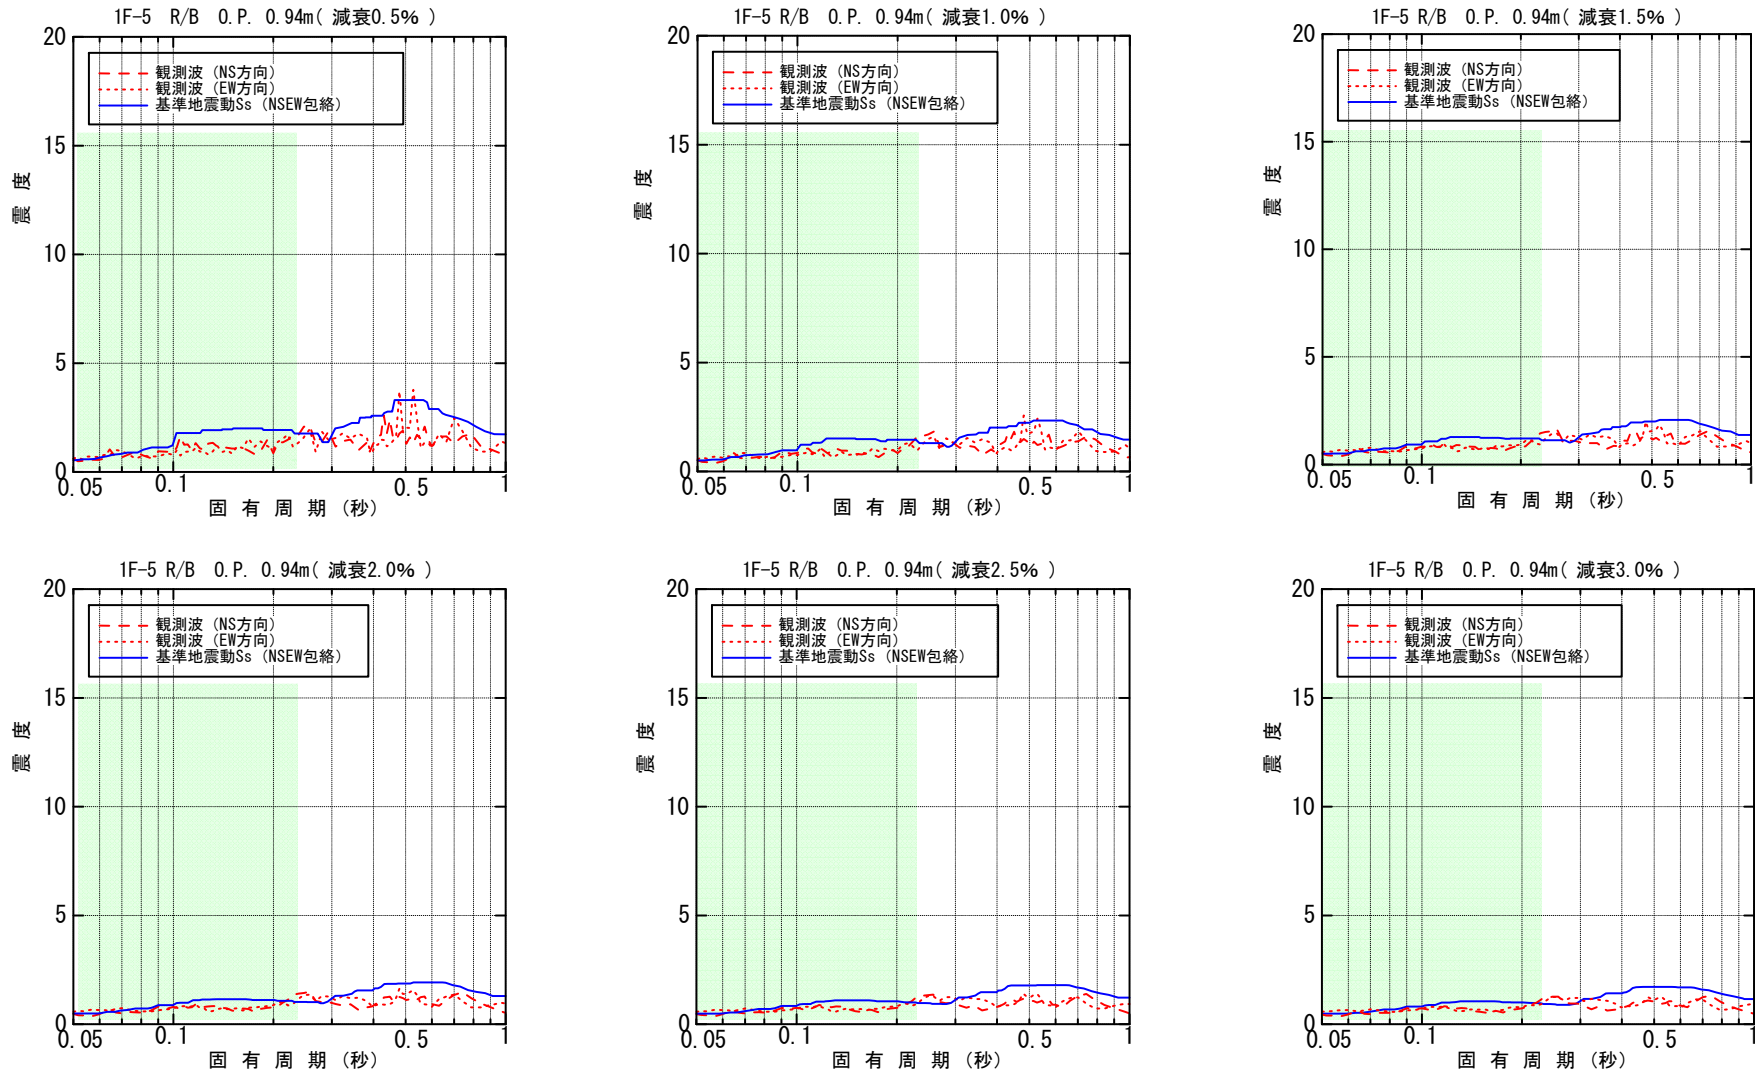 1F-5 R/B O.P. 0.94m( 減衰0.5% )
20
15
10
5
0
震 度
観測波 (NS方向)
観測波 (EW方向)
基準地震動Ss (NSEW包絡)
0.05
0.1
0.5
1
固 有 周 期 (秒)
1F-5 R/B O.P. 0.94m( 減衰1.0% )
20
15
10
5
0
震 度
観測波 (NS方向)
観測波 (EW方向)
基準地震動Ss (NSEW包絡)
0.05
0.1
0.5
1
固 有 周 期 (秒)
1F-5 R/B O.P. 0.94m( 減衰1.5% )
20
15
10
5
0
震 度
観測波 (NS方向)
観測波 (EW方向)
基準地震動Ss (NSEW包絡)
0.05
0.1
0.5
1
固 有 周 期 (秒)
1F-5 R/B O.P. 0.94m( 減衰2.0% )
20
15
10
5
0
震 度
観測波 (NS方向)
観測波 (EW方向)
基準地震動Ss (NSEW包絡)
0.05
0.1
0.5
1
固 有 周 期 (秒)
1F-5 R/B O.P. 0.94m( 減衰2.5% )
20
15
10
5
0
震 度
観測波 (NS方向)
観測波 (EW方向)
基準地震動Ss (NSEW包絡)
0.05
0.1
0.5
1
固 有 周 期 (秒)
1F-5 R/B O.P. 0.94m( 減衰3.0% )
20
15
10
5
0
震 度
観測波 (NS方向)
観測波 (EW方向)
基準地震動Ss (NSEW包絡)
0.05
0.1
0.5
1
固 有 周 期 (秒)